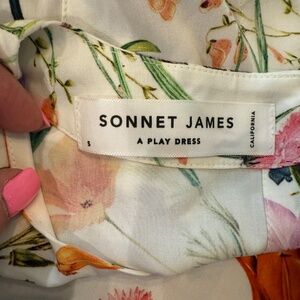 SONNET JAMES
A PLAY DRESS
S
CALIFORNIA